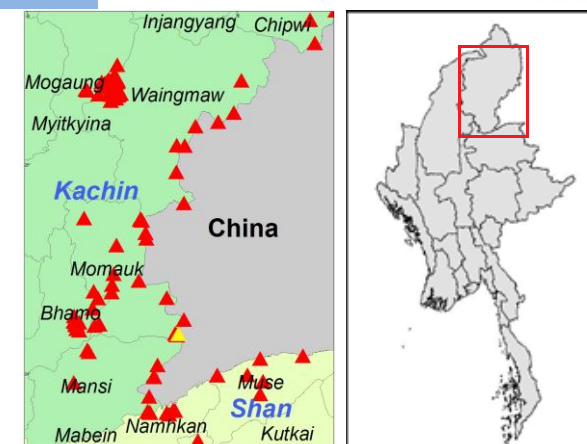 Injangyang Chipwi
Mogaung
Waingmaw
Myitkyina
Kachin
China
Momauk
Bhamo
Mansi
Muse
Shan
Namhkan
Kutkai
Mabein